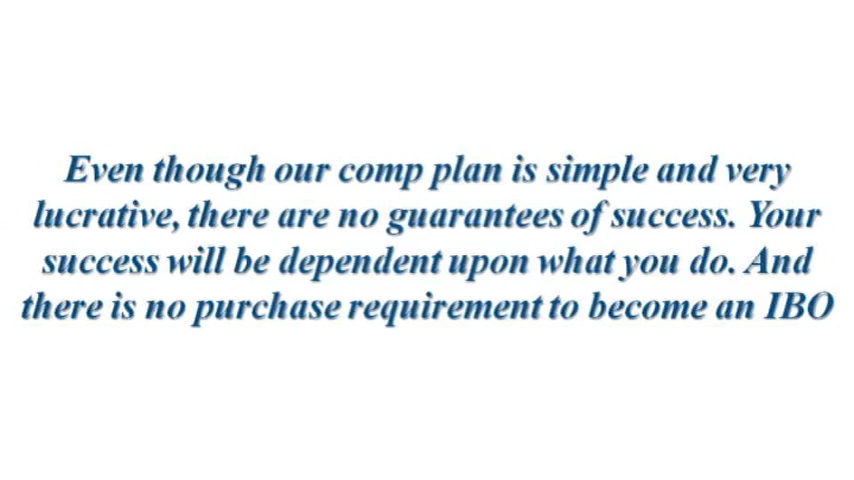 Even though our comp plan is simple and very
lucrative, there are no guarantees of success. Your
success will be dependent upon what you do. And
there is no purchase requirement to become an IBO